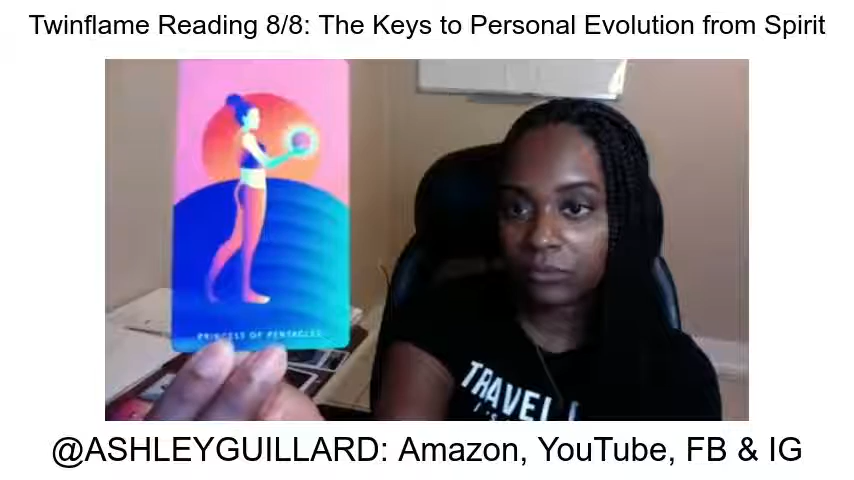 Twinflame Reading 8/8: The Keys to Personal Evolution from Spirit
PRINCESS OF PENTACLES
TRAVEL
@ASHLEYGUILLARD: Amazon, YouTube, FB & IG